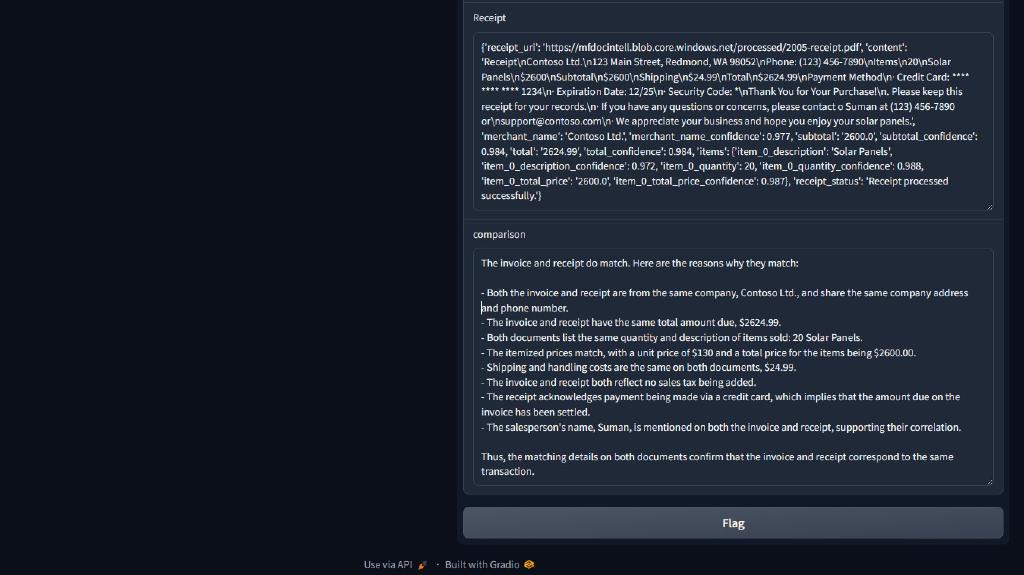 Receipt
{'receipt_url': 'https://mfdocintell.blob.core.windows.net/processed/2005-receipt.pdf', 'content':
'Receipt\nContoso Ltd.\n123 Main Street, Redmond, WA 98052\nPhone: (123) 456-7890\nItems\n20\nSolar
Panels\n$2600\nSubtotal\n$2600\nShipping\n$24.99\nTotal\n$2624.99\nPayment Method\n· Credit Card: ****
**** **** 1234\n· Expiration Date: 12/25\n· Security Code: *\nThank You for Your Purchase!\n. Please keep this
receipt for your records.\n· If you have any questions or concerns, please contact o Suman at (123) 456-7890
or\nsupport@contoso.com\n· We appreciate your business and hope you enjoy your solar panels.',
'merchant_name': 'Contoso Ltd.', 'merchant_name_confidence': 0.977, 'subtotal': '2600.0', 'subtotal_confidence':
0.984, 'total': '2624.99', 'total_confidence': 0.984, 'items': {'item_0_description': 'Solar Panels',
'item_0_description_confidence': 0.972, 'item_0_quantity': 20, 'item_0_quantity_confidence': 0.988,
'item_0_total_price': '2600.0', 'item_0_total_price_confidence': 0.987}, 'receipt_status': 'Receipt processed
successfully.'}
comparison
The invoice and receipt do match. Here are the reasons why they match:
- Both the invoice and receipt are from the same company, Contoso Ltd., and share the same company address
and phone number.
- The invoice and receipt have the same total amount due, $2624.99.
- Both documents list the same quantity and description of items sold: 20 Solar Panels.
- The itemized prices match, with a unit price of $130 and a total price for the items being $2600.00.
- Shipping and handling costs are the same on both documents, $24.99.
- The invoice and receipt both reflect no sales tax being added.
- The receipt acknowledges payment being made via a credit card, which implies that the amount due on the
invoice has been settled.
- The salesperson's name, Suman, is mentioned on both the invoice and receipt, supporting their correlation.
Thus, the matching details on both documents confirm that the invoice and receipt correspond to the same
transaction.
Flag
Use via API · Built with Gradio